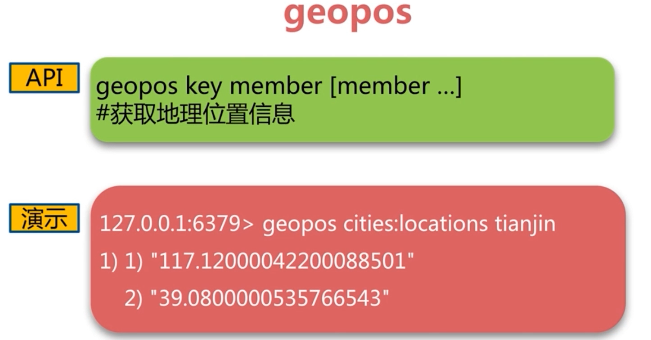 geopos
API
geopos key member [member ...]
#获取地理位置信息
演示
127.0.0.1:6379> geopos cities:locations tianjin
1) 1) "117.12000042200088501"
2) "39.0800000535766543"